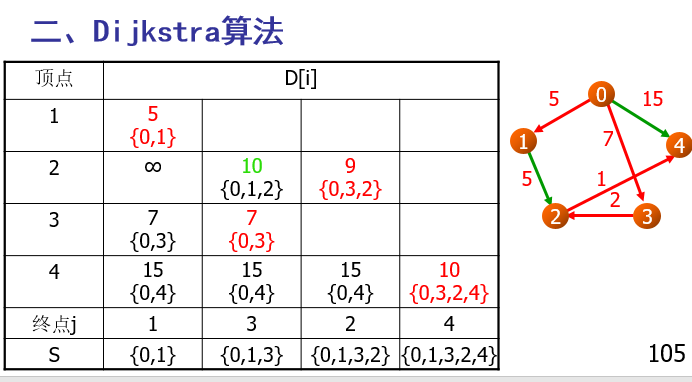 二、Dijkstra算法
顶点 D[i]
1 5
{0,1}
2 ∞ 10 9
{0,1,2} {0,3,2}
3 7 7
{0,3} {0,3}
4 15 15 15 10
{0,4} {0,4} {0,4} {0,3,2,4}
终点j 1 3 2 4
S {0,1} {0,1,3} {0,1,3,2} {0,1,3,2,4}
0
5 15
1 7 4
5 1
2
2 3
105